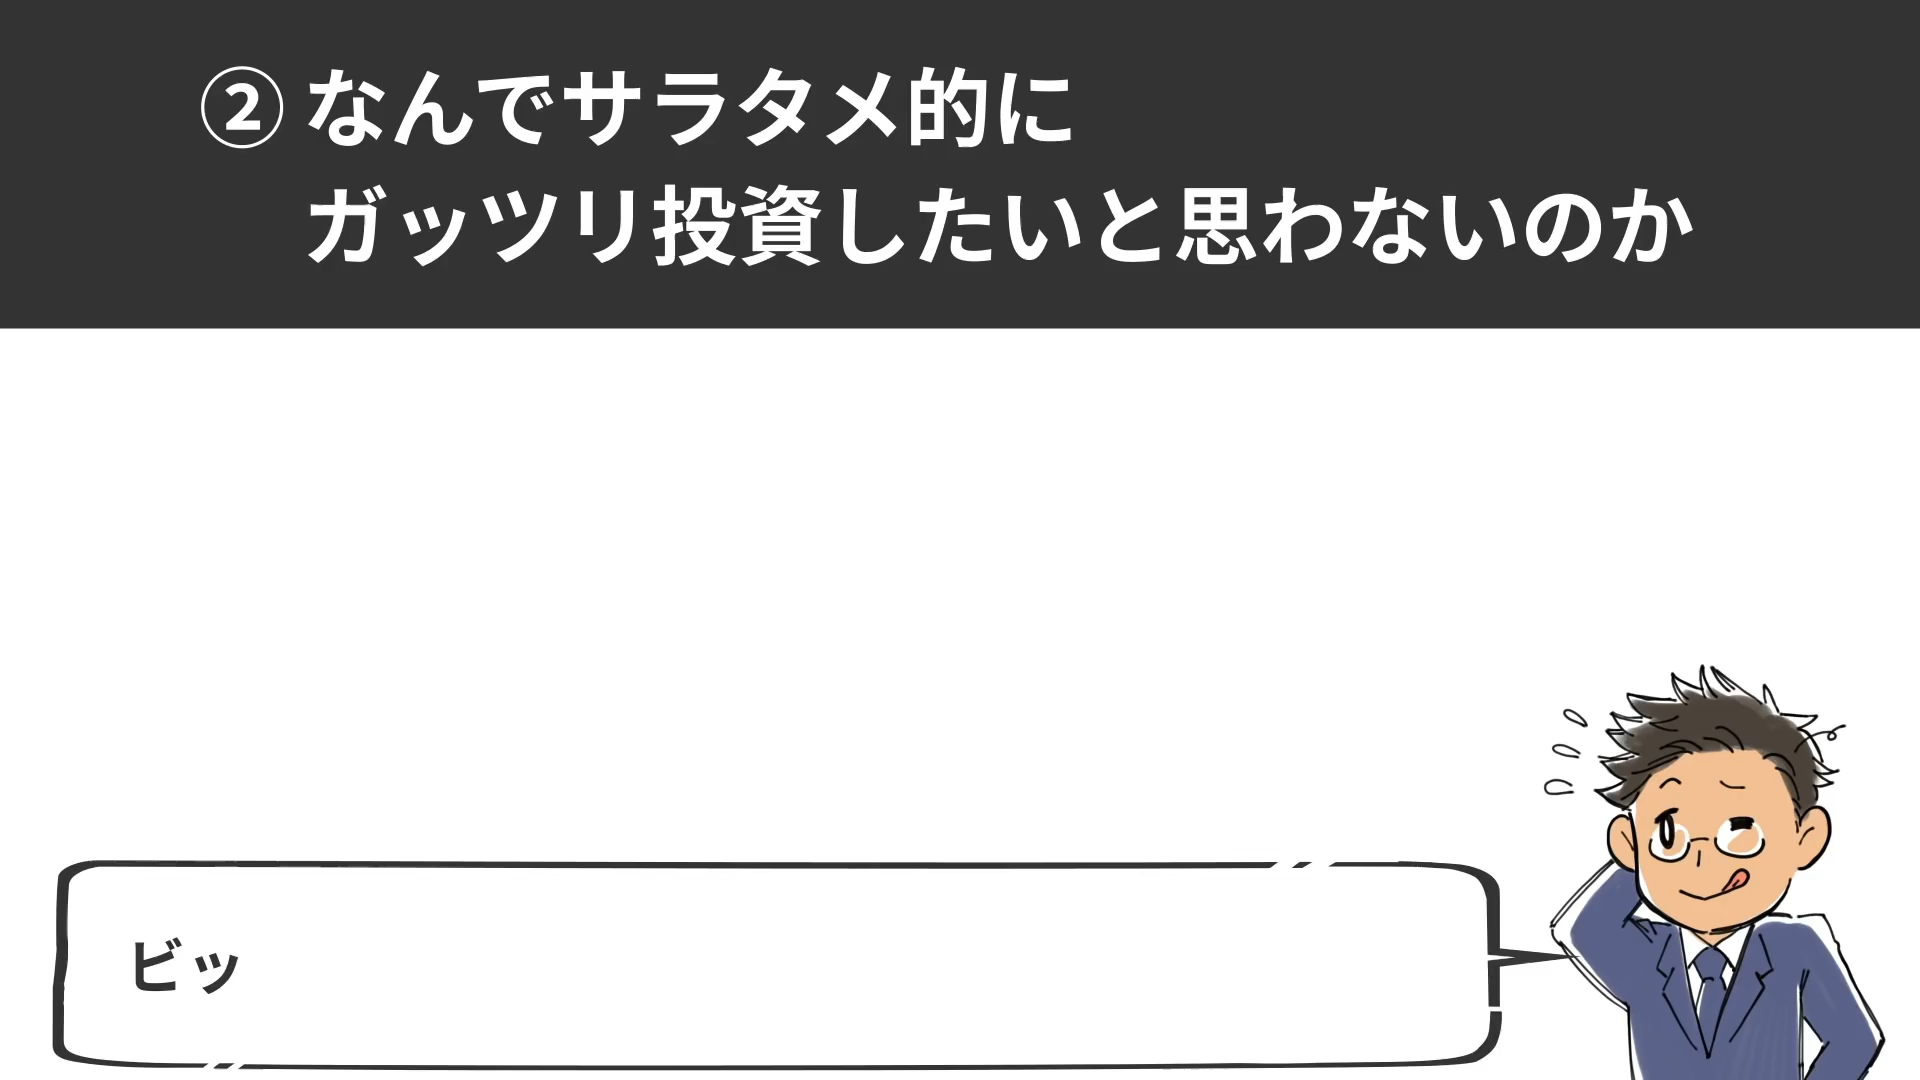 ② なんでサラタメ的に
ガッツリ投資したいと思わないのか
ビッ